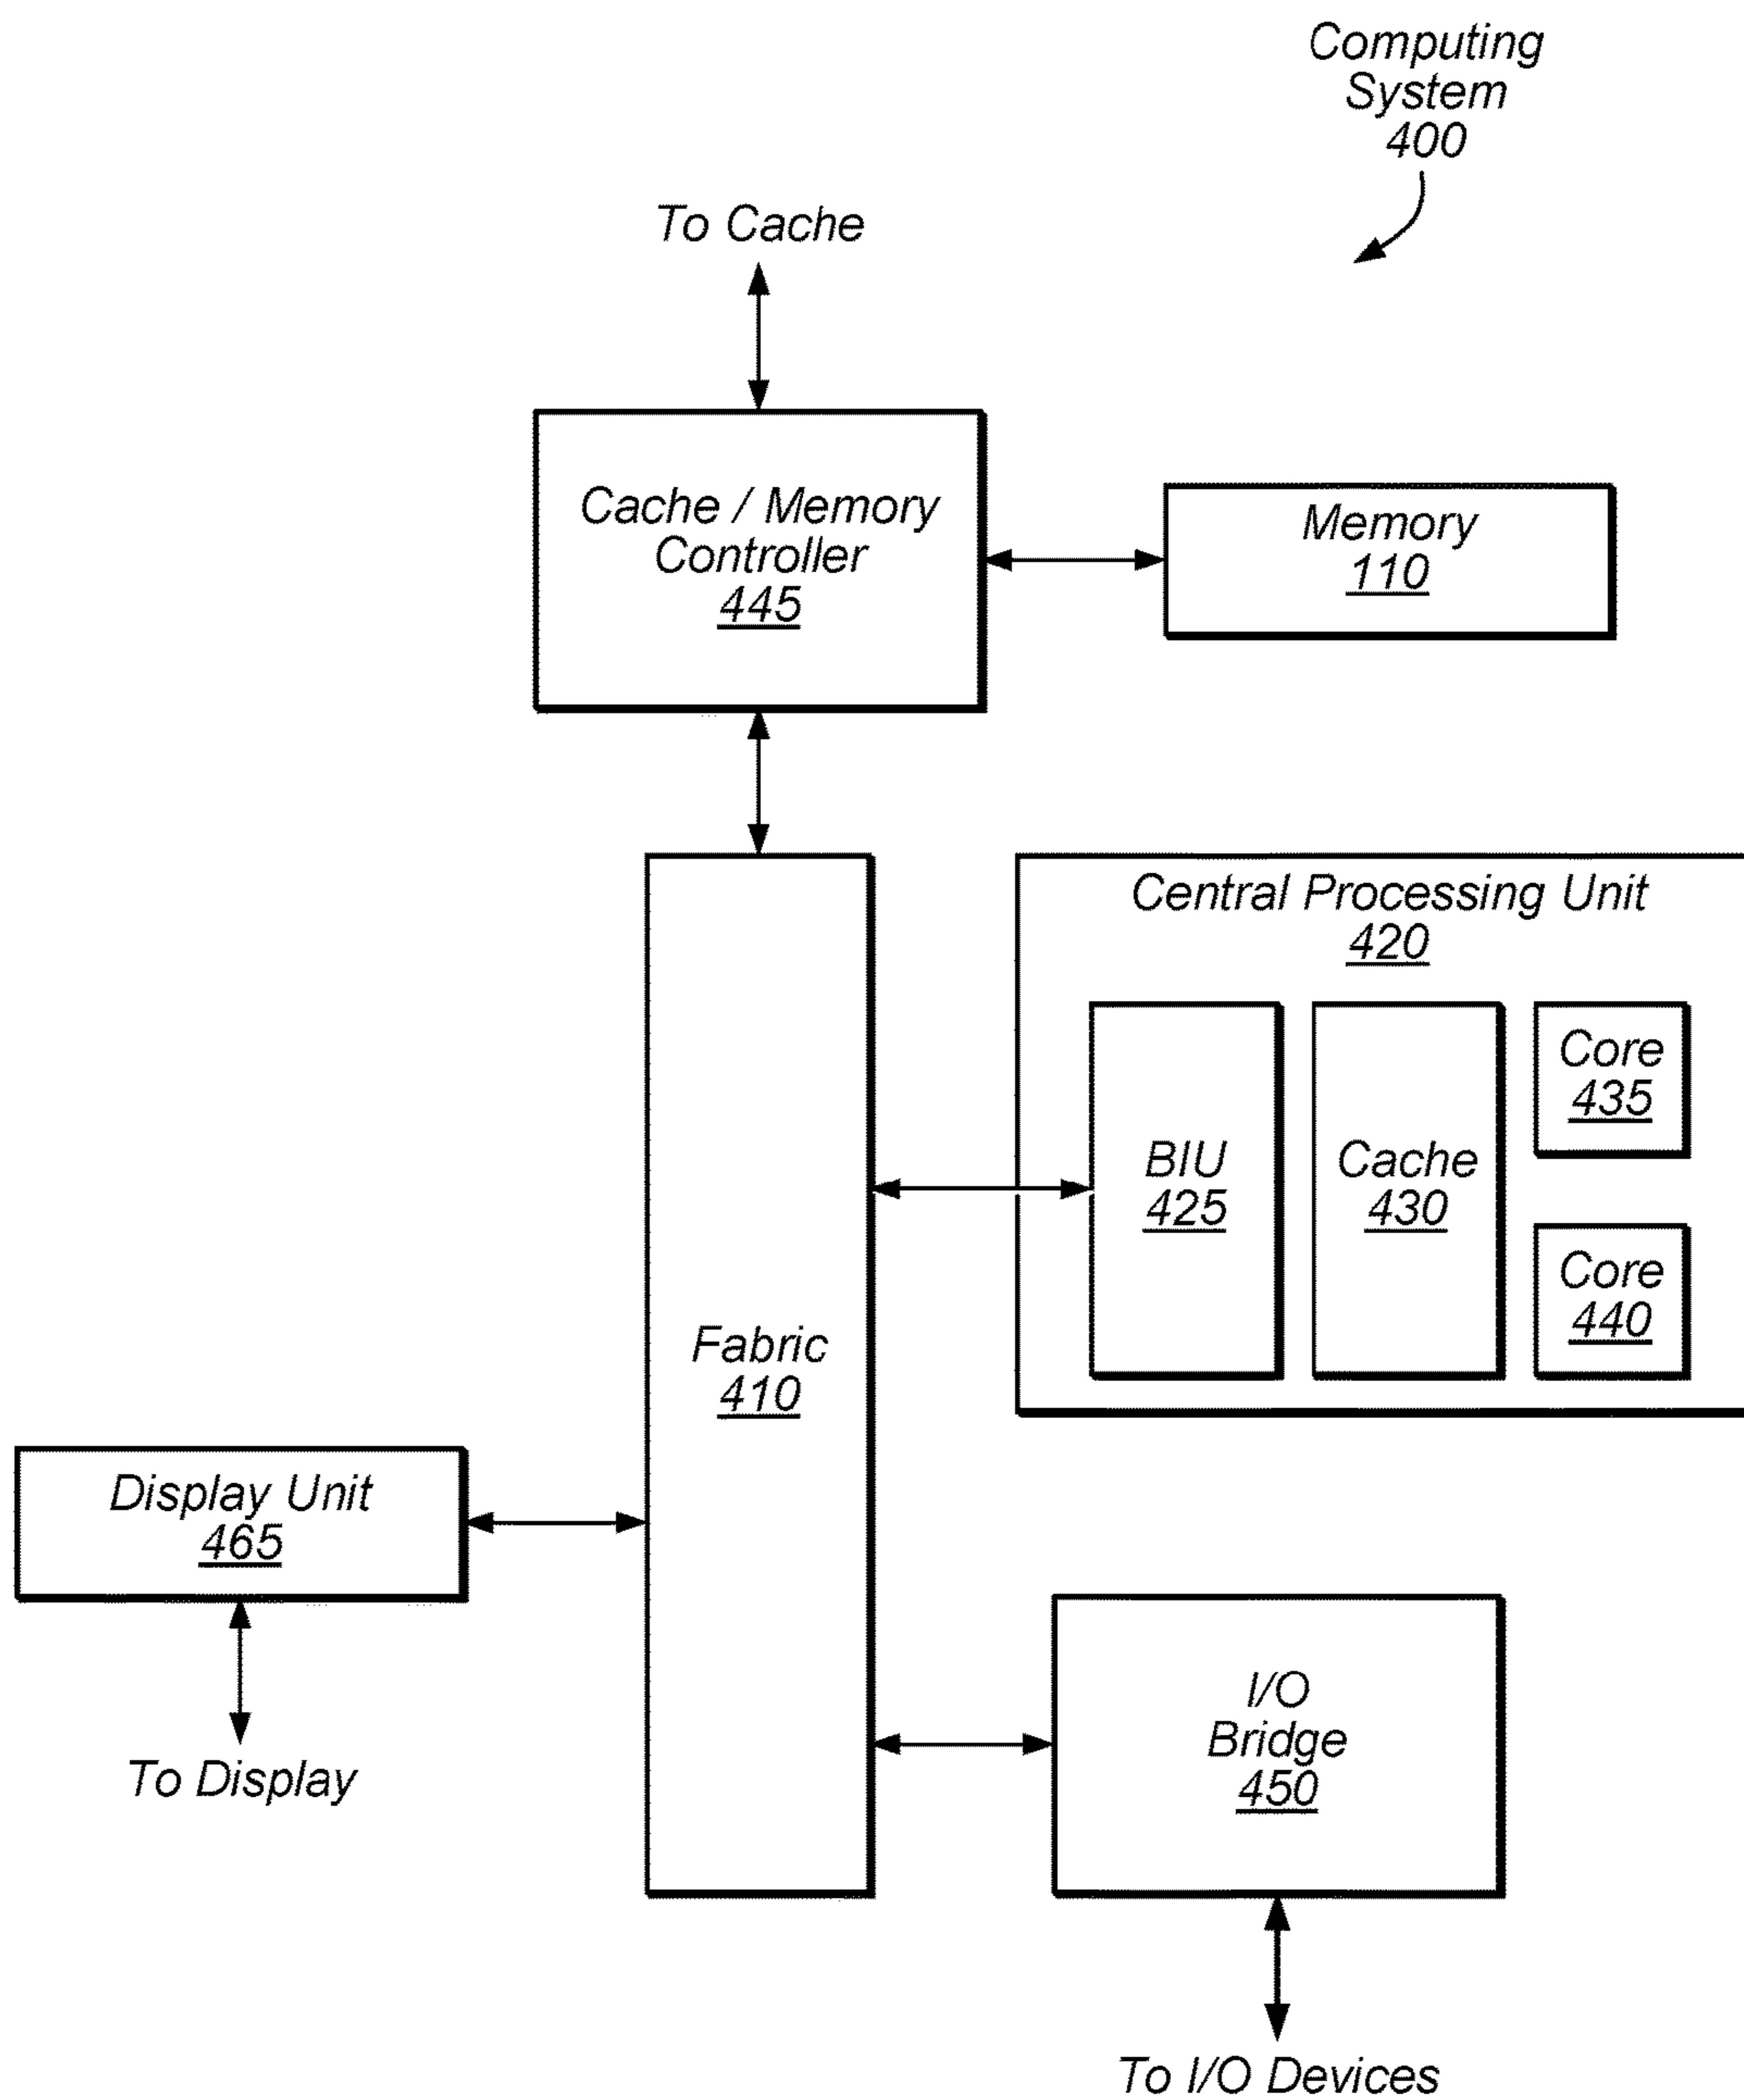 Computing
System
400
To Cache
Cache / Memory
Controller
445
Memory
110
Central Processing Unit
420
Core
435
BIU
425
Cache
430
Core
440
Fabric
410
Display Unit
465
To Display
I/O
Bridge
450
To I/O Devices